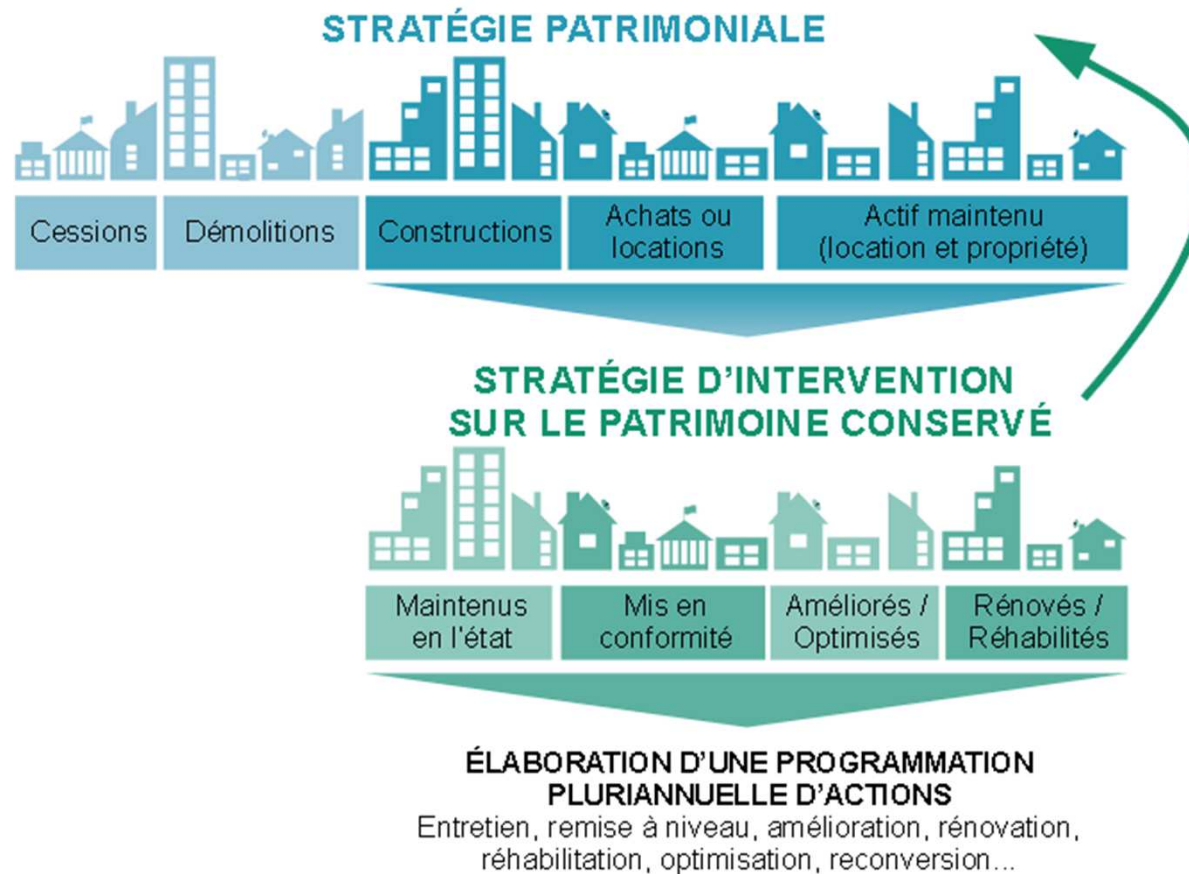 STRATÉGIE PATRIMONIALE
Cessions
Démolitions
Constructions
Achats ou
locations
Actif maintenu
(location et propriété)
STRATÉGIE D'INTERVENTION
SUR LE PATRIMOINE CONSERVÉ
Maintenus
en l'état
Mis en
conformité
Améliorés /
Optimisés
Rénovés /
Réhabilités
ÉLABORATION D'UNE PROGRAMMATION
PLURIANNUELLE D'ACTIONS
Entretien, remise à niveau, amélioration, rénovation,
réhabilitation, optimisation, reconversion...